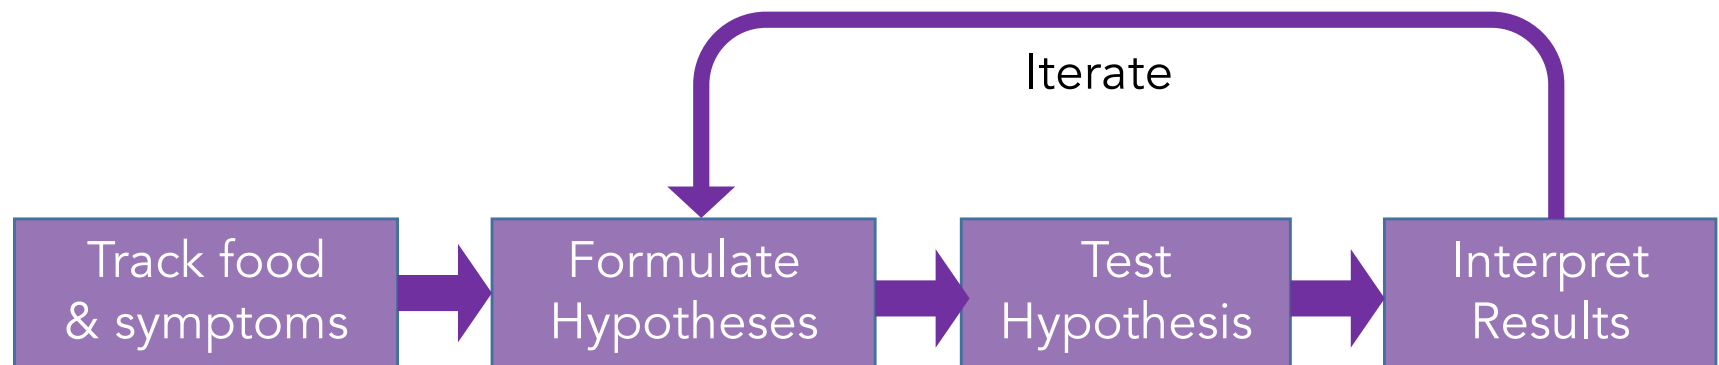 Iterate
Track food
& symptoms
Formulate
Hypotheses
Test
Hypothesis
Interpret
Results